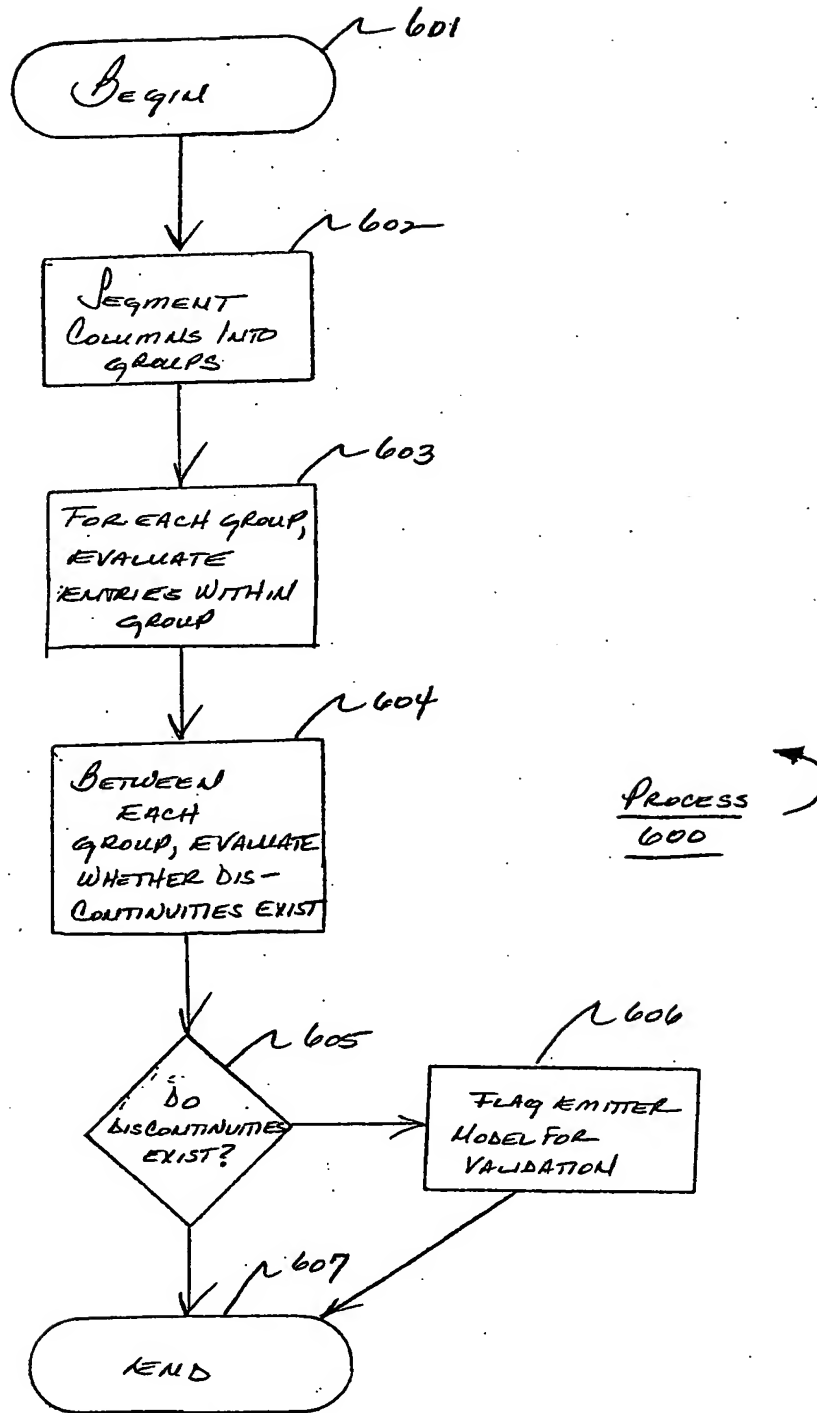 601
BEGIN
602
SEGMENT
COLUMNS INTO
GROUPS
603
FOR EACH GROUP,
EVALUATE
ENTRIES WITHIN
GROUP
604
BETWEEN
EACH
GROUP, EVALUATE
WHETHER DIS-
CONTINUITIES EXIST
PROCESS
600
605
DO
DISCONTINUITIES
EXIST?
606
FLAG EMITTER
MODEL FOR
VALIDATION
607
END